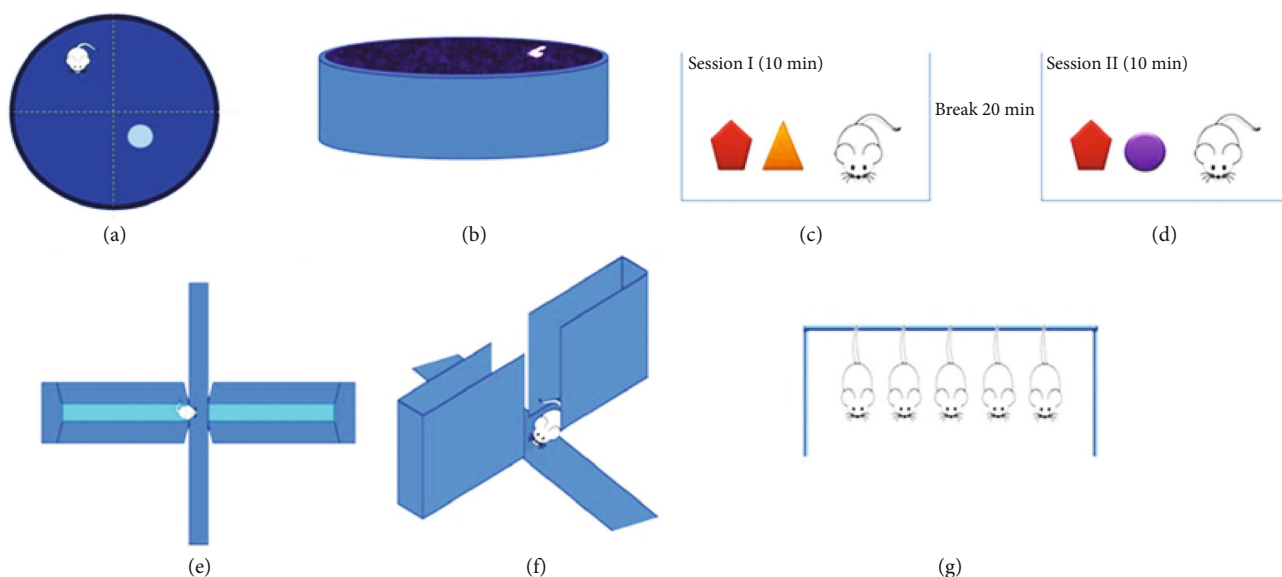 Session I (10 min)
Session II (10 min)
Break 20 min
(a)
(b)
(c)
(d)
(e)
(f)
(g)